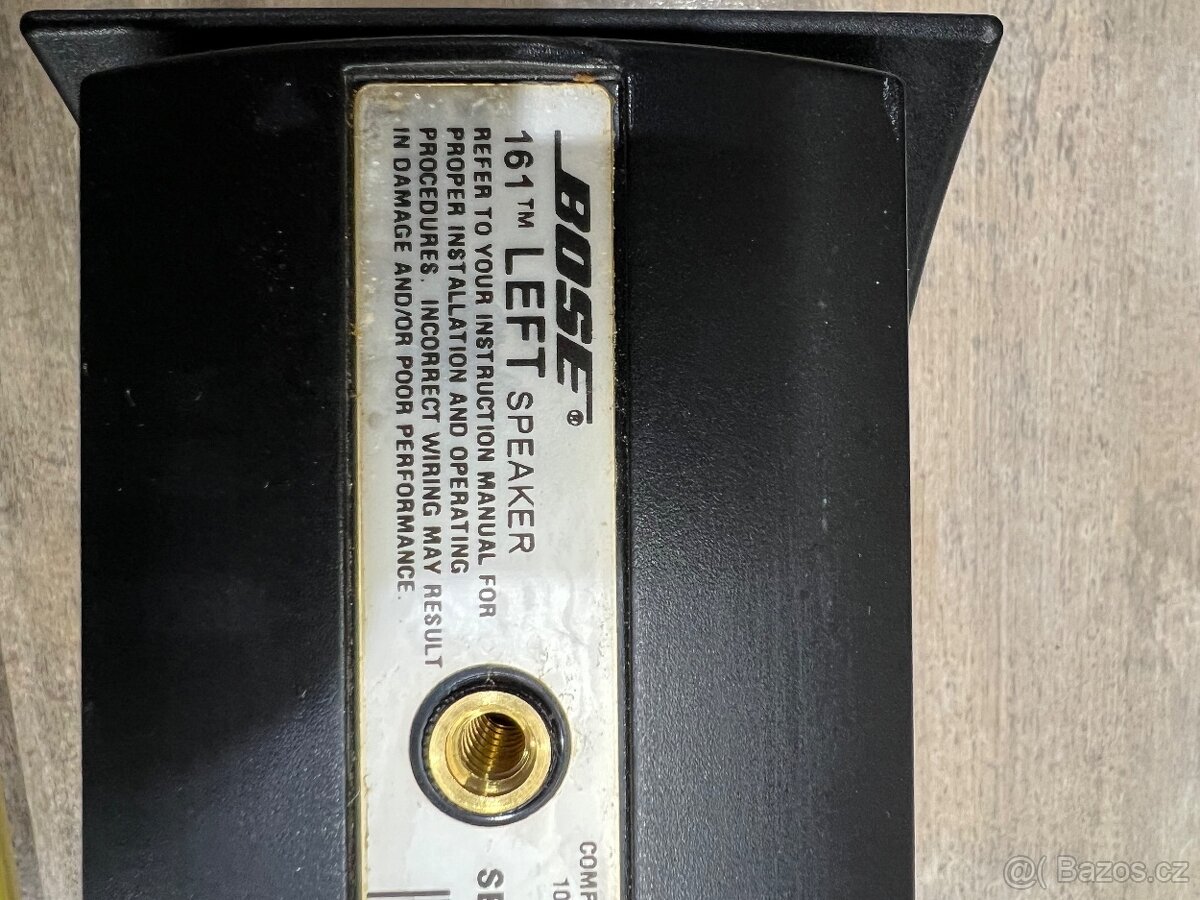 BOSE®
161™ LEFT SPEAKER
REFER TO YOUR INSTRUCTION MANUAL FOR
PROPER INSTALLATION AND OPERATING
PROCEDURES. INCORRECT WIRING MAY RESULT
IN DAMAGE AND/OR POOR PERFORMANCE.
Bazos.cz